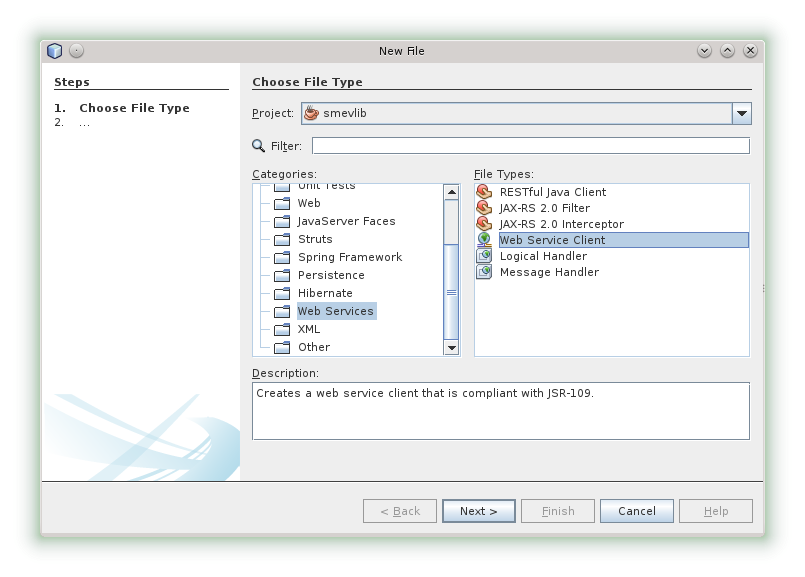 New File
Steps
1. Choose File Type
2. ...
Choose File Type
Project: smevlib
Filter:
Categories:
Unit Tests
Web
JavaServer Faces
Struts
Spring Framework
Persistence
Hibernate
Web Services
XML
Other
File Types:
RESTful Java Client
JAX-RS 2.0 Filter
JAX-RS 2.0 Interceptor
Web Service Client
Logical Handler
Message Handler
Description:
Creates a web service client that is compliant with JSR-109.
< Back Next > Finish Cancel Help